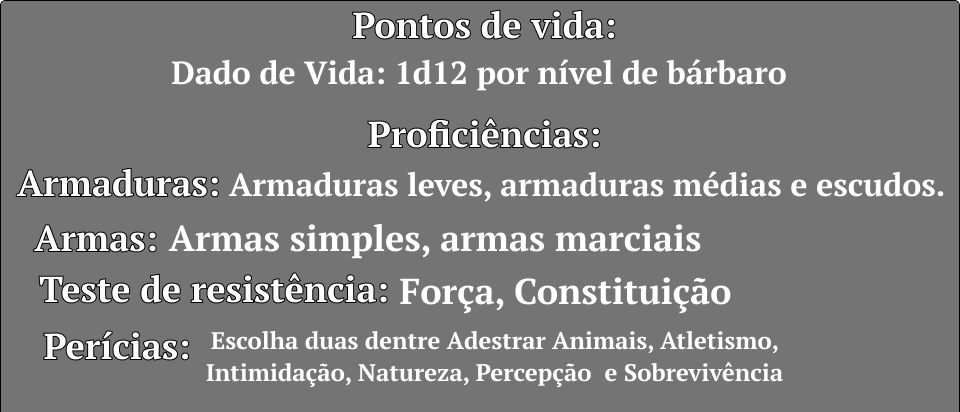 Pontos de vida:
Dado de Vida: 1d12 por nível de bárbaro
Proficiências:
Armaduras: Armaduras leves, armaduras médias e escudos.
Armas: Armas simples, armas marciais
Teste de resistência: Força, Constituição
Perícias: Escolha duas dentre Adestrar Animais, Atletismo,
Intimidação, Natureza, Percepção e Sobrevivência